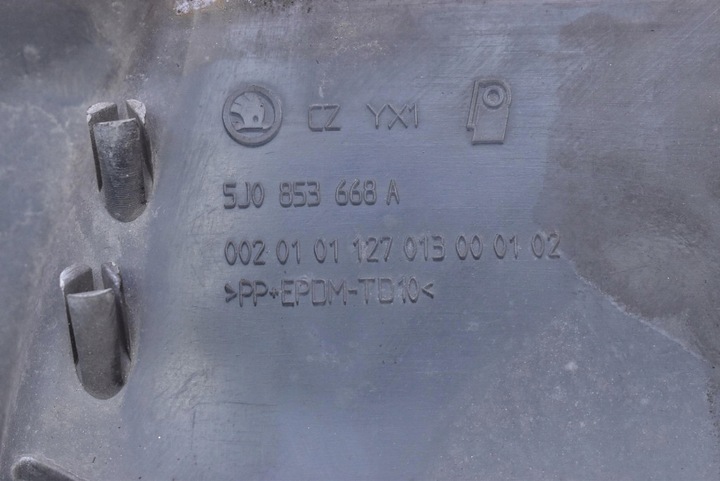 CZ YX1
5J0 853 668 A
002 01 01 127 013 00 01 02
>PP+EPDM-TD10<